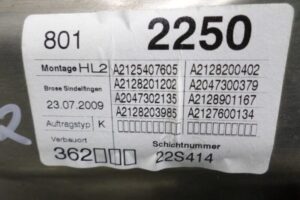 801 2250
Montage HL2 A2125407605 A2128200402
A2128201202 A2047300379
Brose Sindelfingen
23.07.2009 A2047302135 A2128901167
A2128203985 A2127600134
Auftragstyp K
Verbauort Schichtnummer
362 22S414